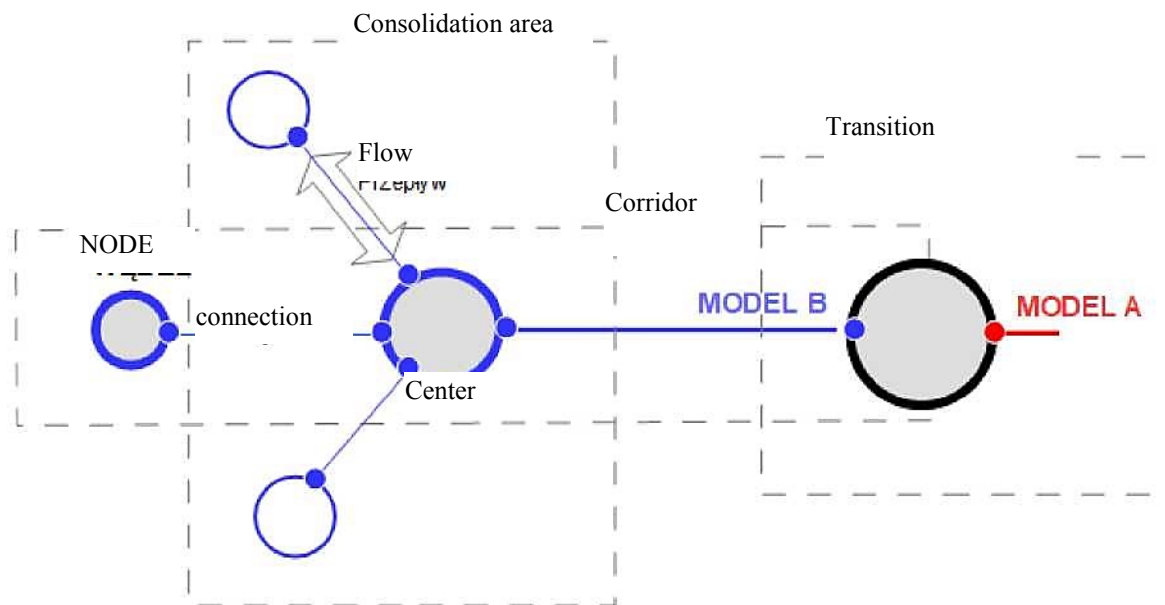 Consolidation area
Transition
Flow
Przepływ
Corridor
NODE
MODEL B
MODEL A
connection
Center